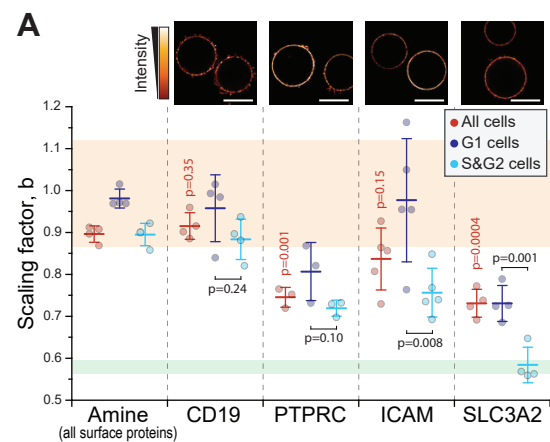 A
Intensity
All cells
G1 cells
S&G2 cells
Scaling factor, b
1.2
1.1
1.0
0.9
0.8
0.7
0.6
0.5
p=0.35
p=0.24
p=0.001
p=0.10
p=0.15
p=0.008
p=0.0004
p=0.001
Amine CD19 PTPRC ICAM SLC3A2
(all surface proteins)